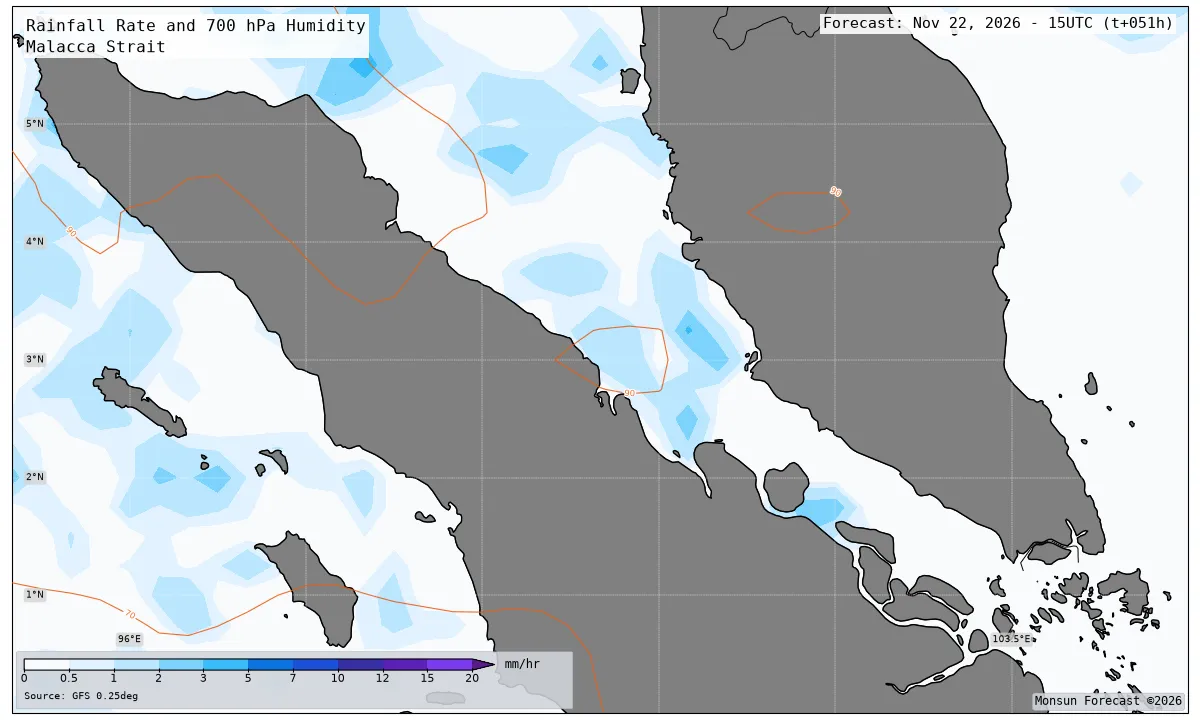 Rainfall Rate and 700 hPa Humidity
Malacca Strait
Forecast: Nov 22, 2026 - 15UTC (t+051h)
5°N
90
4°N
90
3°N
90
2°N
1°N
70
96°E
103.5°E
0 0.5 1 2 3 5 7 10 12 15 20 mm/hr
Source: GFS 0.25deg
Monsun Forecast ©2026